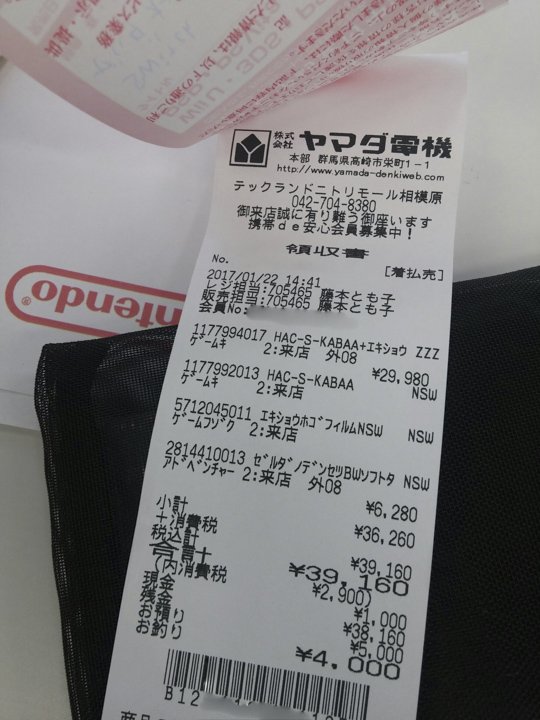 株式会社 ヤマダ電機
本部 群馬県高崎市栄町1-1
http://www.yamada-denkiweb.com
テックランドニトリモール相模原
042-704-8380
御来店誠に有り難う御座います
携帯de安心会員募集中!
領収書
No.
[着払売]
2017/01/22 14:41
レジ担当:705465 藤本とも子
販売担当:705465 藤本とも子
会員No:
1177994017 HAC-S-KABAA+エキショウ ZZZ
ゲームキ 2:来店 外08
¥29,980
1177992013 HAC-S-KABAA NSW
ゲームキ 2:来店
5712045011 エキショウホゴフィルムNSW NSW
ゲームフゾク 2:来店
2814410013 ゼルダノデンセツBWソフトタ NSW
アドベンチャー 2:来店 外08
¥6,280
小計 ¥36,260
+消費税
税込計 ¥39,160
合計 ¥39,160
(内消費税 ¥2,900)
現金 ¥1,000
残金 ¥38,160
お預り ¥5,000
お釣り ¥4,000
B12
ntendo